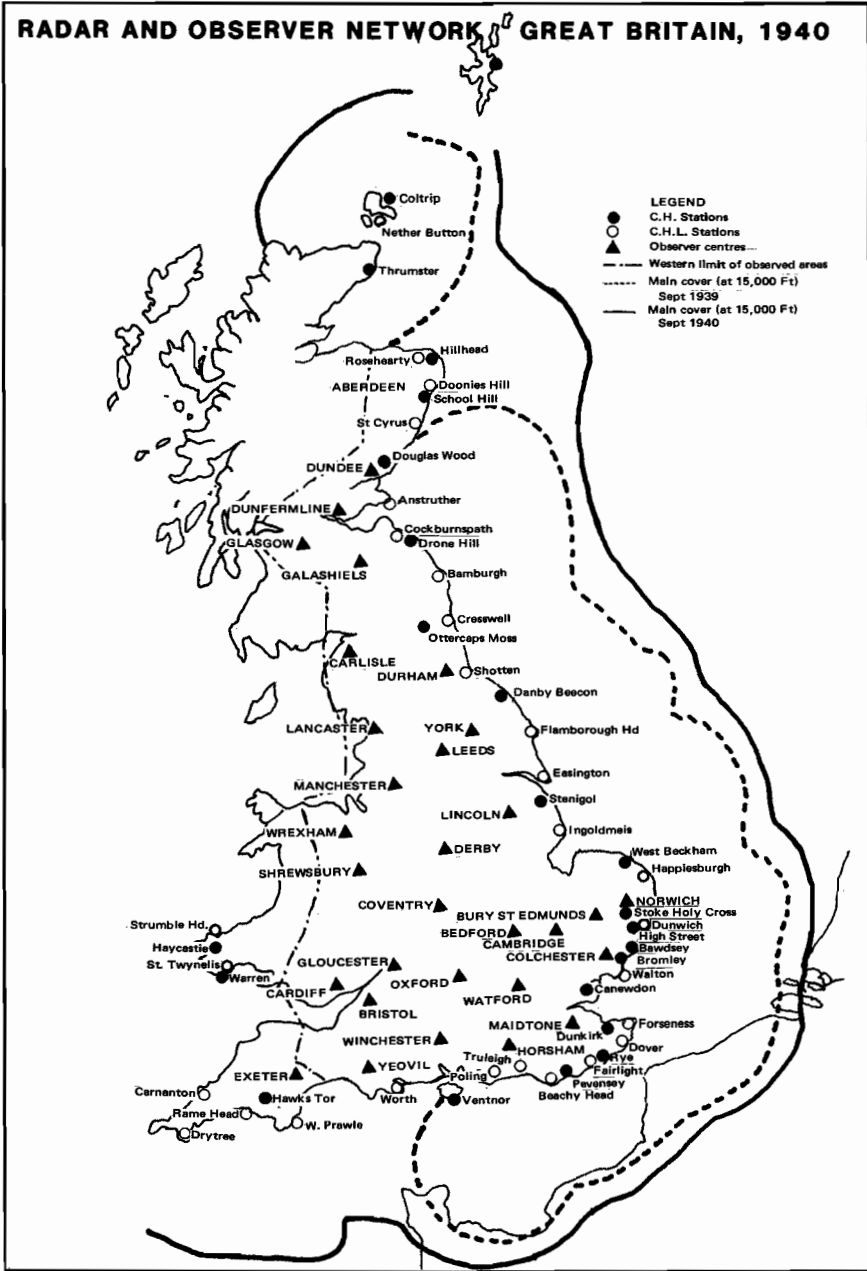 RADAR AND OBSERVER NETWORK, GREAT BRITAIN, 1940
LEGEND
C.H. Stations
C.H.L. Stations
Observer centres
Western limit of observed areas
Main cover (at 15,000 Ft)
Sept 1939
Main cover (at 15,000 Ft)
Sept 1940
Coltrip
Nether Button
Thrumster
Hillhead
Rosehearty
ABERDEEN
Doonies Hill
School Hill
St Cyrus
Douglas Wood
DUNDEE
Anstruther
DUNFERMLINE
Cockburnspath
Drone Hill
GLASGOW
GALASHIELS
Bamburgh
Cresswell
Ottercaps Moss
CARLISLE
DURHAM
Shotten
Danby Beecon
LANCASTER
YORK
Flamborough Hd
LEEDS
Easington
MANCHESTER
Stenigol
LINCOLN
WREXHAM
Ingoldmeis
DERBY
West Beckham
SHREWSBURY
Happiesburgh
COVENTRY
NORWICH
BURY ST EDMUNDS
Stoke Holy Cross
Strumble Hd.
BEDFORD
Dunwich
CAMBRIDGE
High Street
Haycastle
COLCHESTER
Bawdsey
St. Twynelis
GLOUCESTER
Bromley
Warren
OXFORD
Walton
CARDIFF
WATFORD
Canewdon
BRISTOL
MAIDTONE
Forseness
Dunkirk
WINCHESTER
HORSHAM
Dover
Truleigh
Rye
YEOVIL
Poling
Fairlight
EXETER
Pevensey
Carnanton
Hawks Tor
Worth
Ventnor
Beachy Head
Rame Head
W. Prawle
Drytree